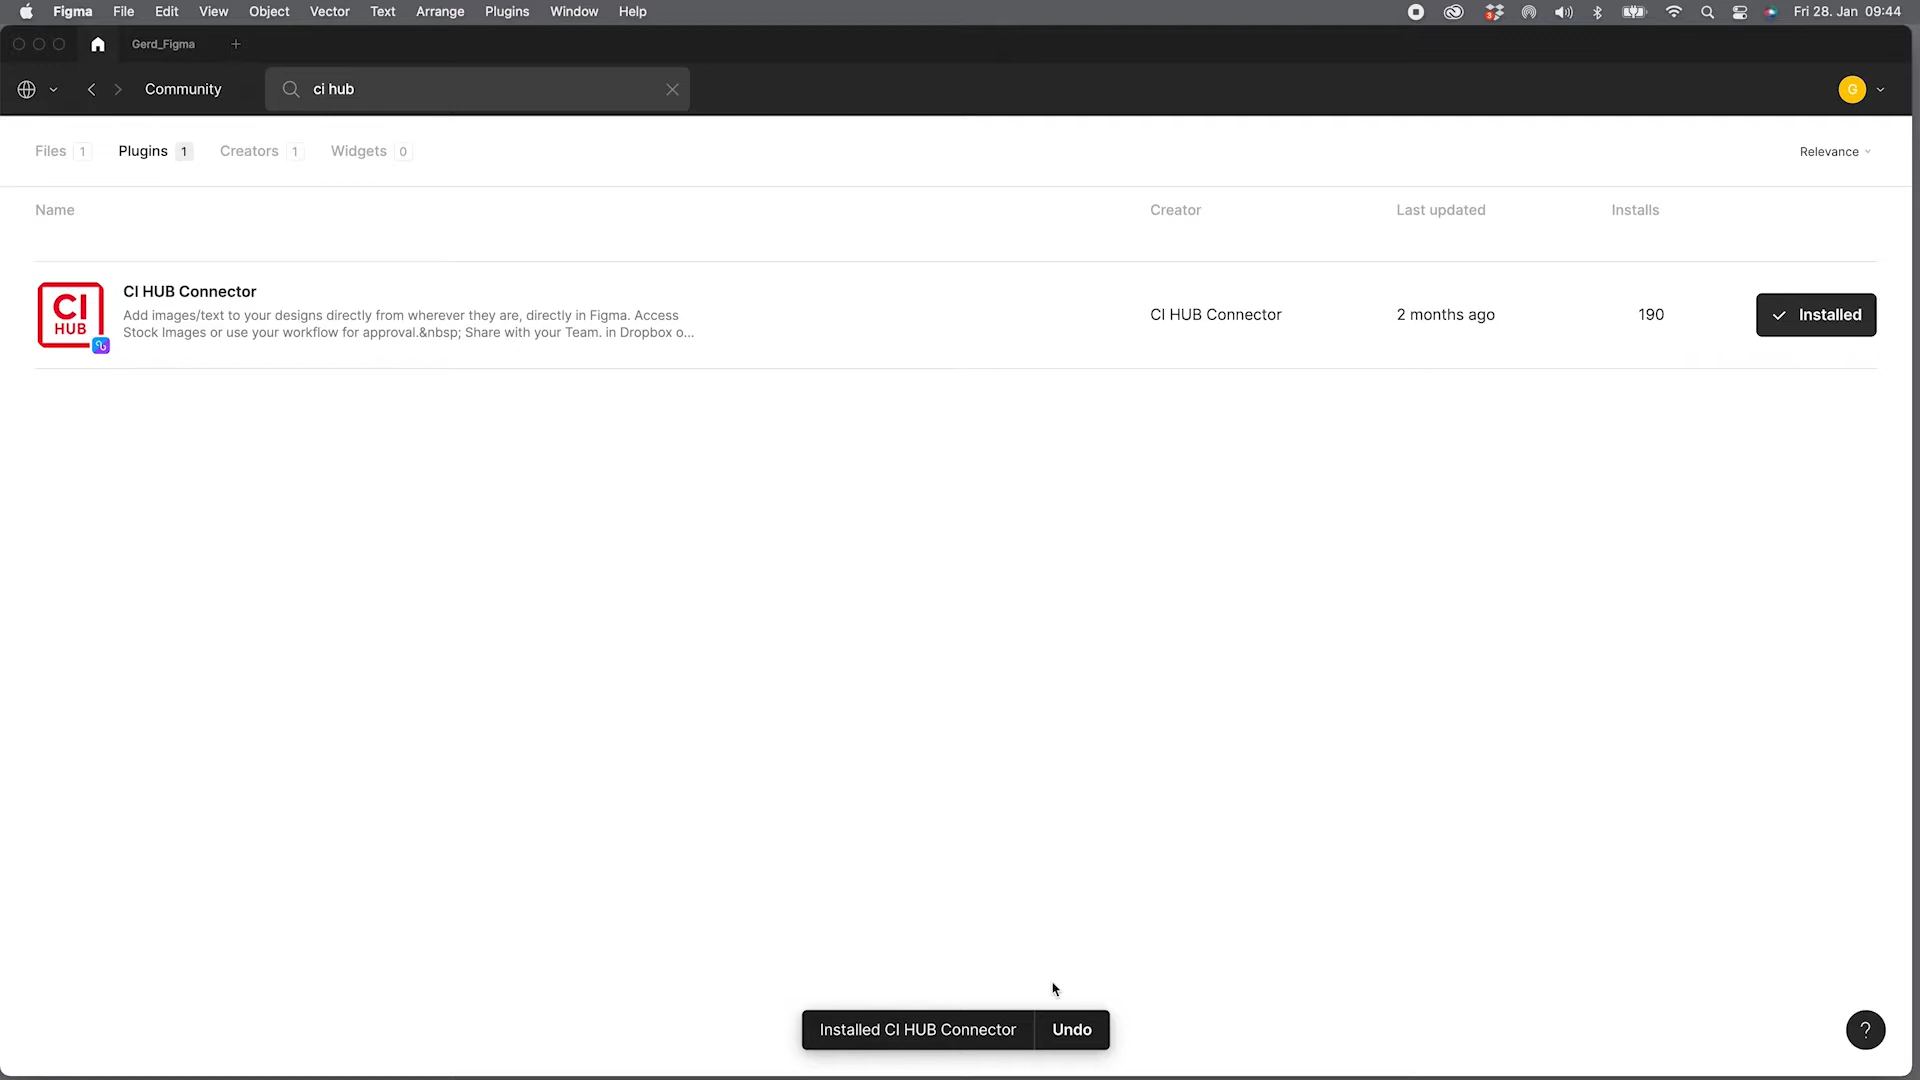 Figma File Edit View Object Vector Text Arrange Plugins Window Help 3 Fri 28. Jan 09:44
Gerd_Figma +
Community ci hub G
Files 1 Plugins 1 Creators 1 Widgets 0 Relevance
Name Creator Last updated Installs
CI HUB
CI HUB Connector
Add images/text to your designs directly from wherever they are, directly in Figma. Access
Stock Images or use your workflow for approval.&nbsp; Share with your Team. in Dropbox o...
CI HUB Connector 2 months ago 190 Installed
Installed CI HUB Connector Undo
?